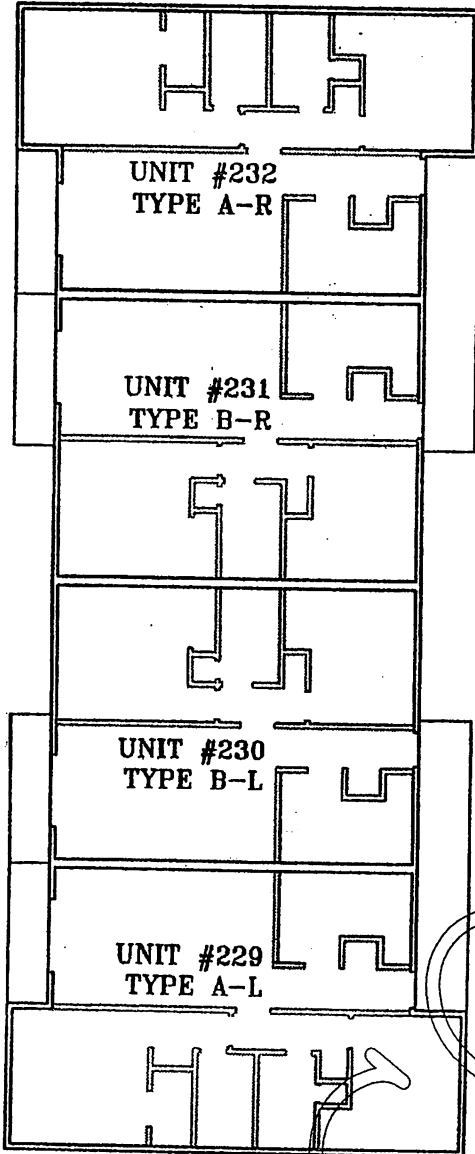 UNIT #232
TYPE A-R
UNIT #231
TYPE B-R
UNIT #230
TYPE B-L
UNIT #229
TYPE A-L